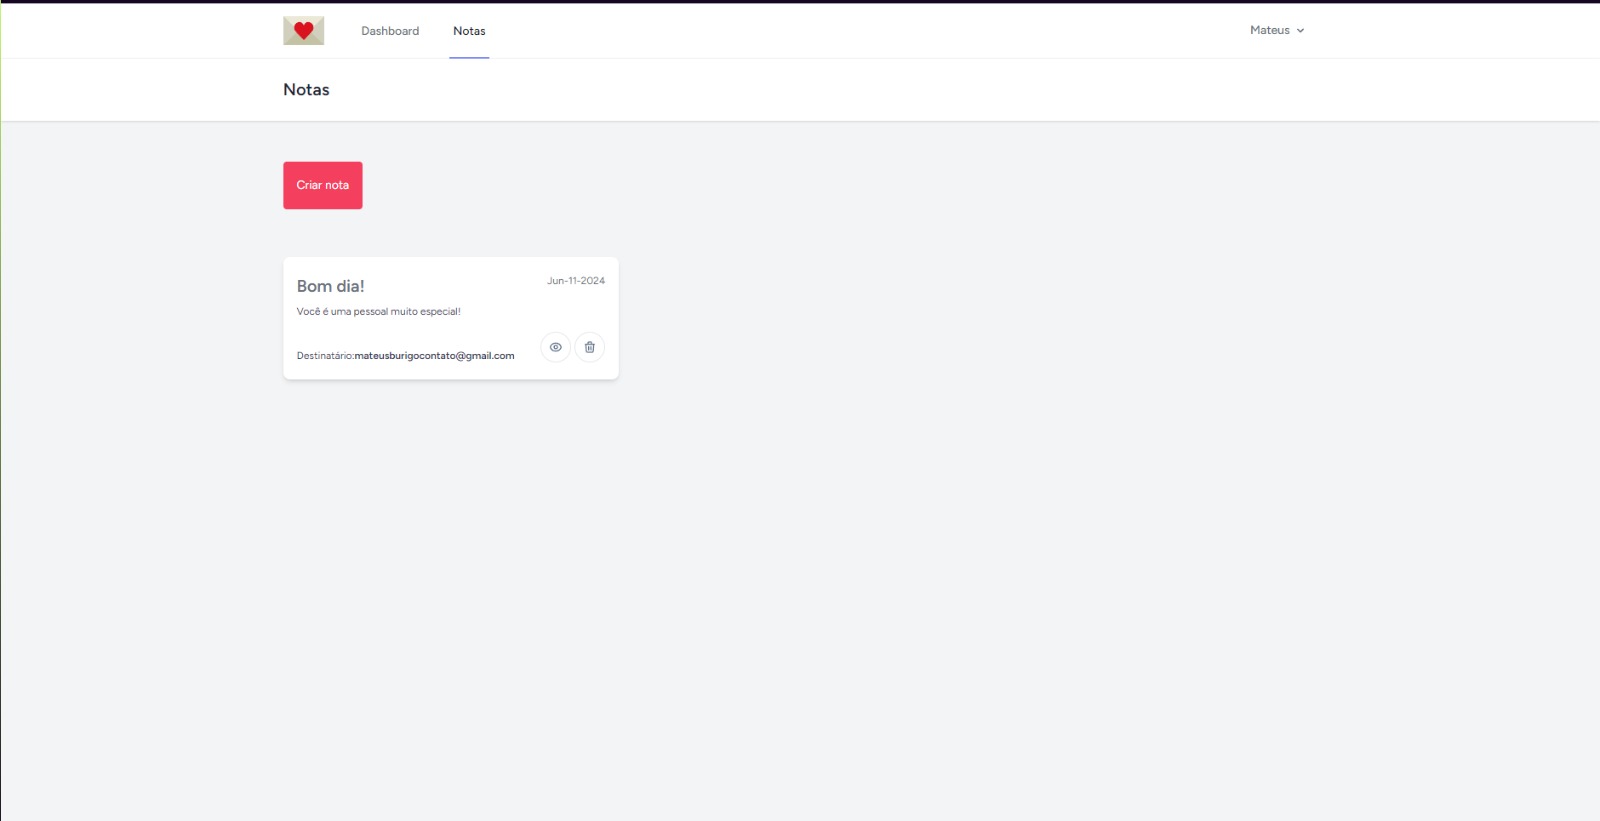 Dashboard Notas Mateus
Notas
Criar nota
Bom dia! Jun-11-2024
Você é uma pessoal muito especial!
Destinatário:mateusburigocontato@gmail.com